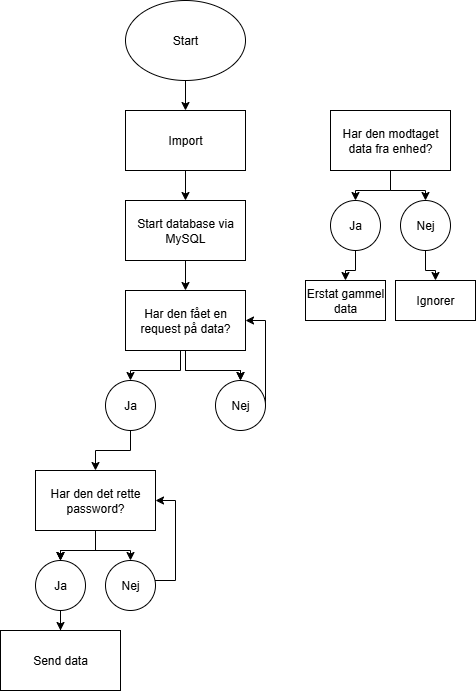 Start
Import
Start database via
MySQL
Har den fået en
request på data?
Ja
Nej
Har den det rette
password?
Ja
Nej
Send data
Har den modtaget
data fra enhed?
Ja
Nej
Erstat gammel
data
Ignorer